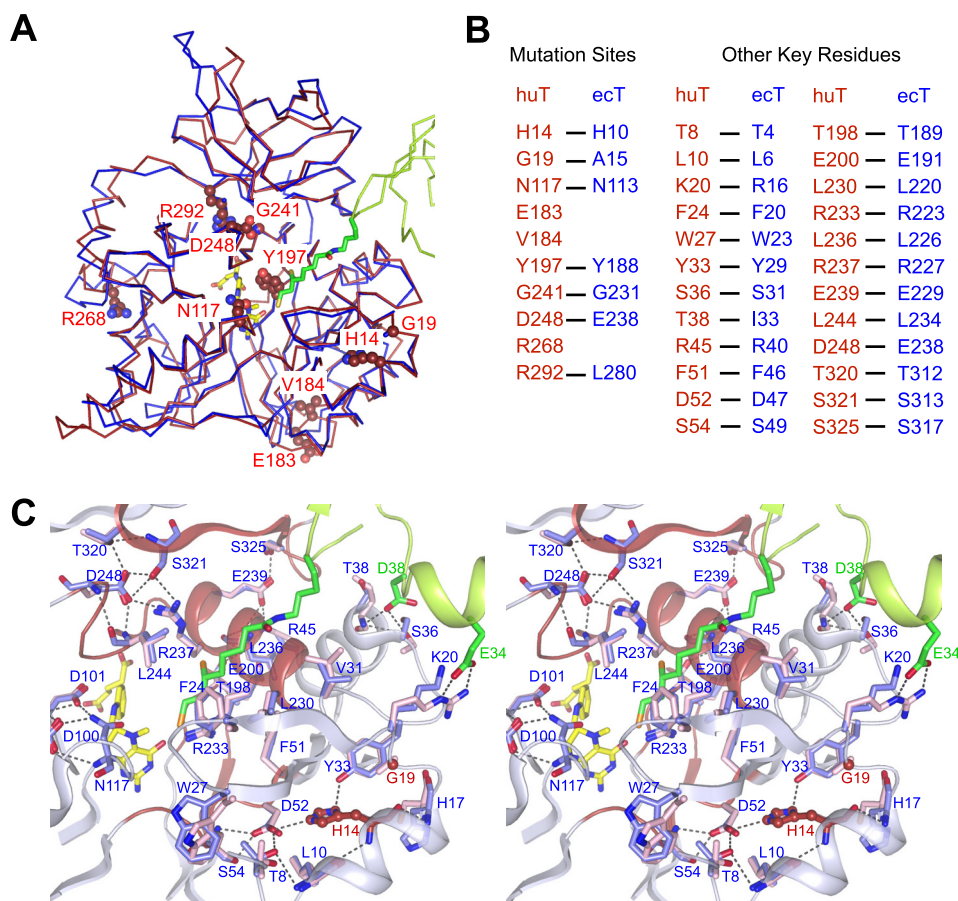 A
R292
G241
D248
Y197
N117
R268
G19
H14
V184
E183
B
Mutation Sites Other Key Residues
huT ecT huT ecT huT ecT
H14 — H10 T8 — T4 T198 — T189
G19 — A15 L10 — L6 E200 — E191
N117 — N113 K20 — R16 L230 — L220
E183 F24 — F20 R233 — R223
V184 W27 — W23 L236 — L226
Y197 — Y188 Y33 — Y29 R237 — R227
G241 — G231 S36 — S31 E239 — E229
D248 — E238 T38 — I33 L244 — L234
R268 R45 — R40 D248 — E238
R292 — L280 F51 — F46 T320 — T312
D52 — D47 S321 — S313
S54 — S49 S325 — S317
C
T320
S321
S325
D248
E239
T38
D38
R45
S36
R237
L236
E34
D101
L244
E200
K20
F24
T198
V31
L230
D100
R233
F51
Y33
G19
N117
W27
D52
H17
H14
S54
T8
L10
T320
S321
S325
D248
E239
T38
D38
R45
S36
R237
L236
E34
D101
L244
E200
K20
F24
T198
V31
L230
D100
R233
F51
Y33
G19
N117
W27
D52
H17
H14
S54
T8
L10